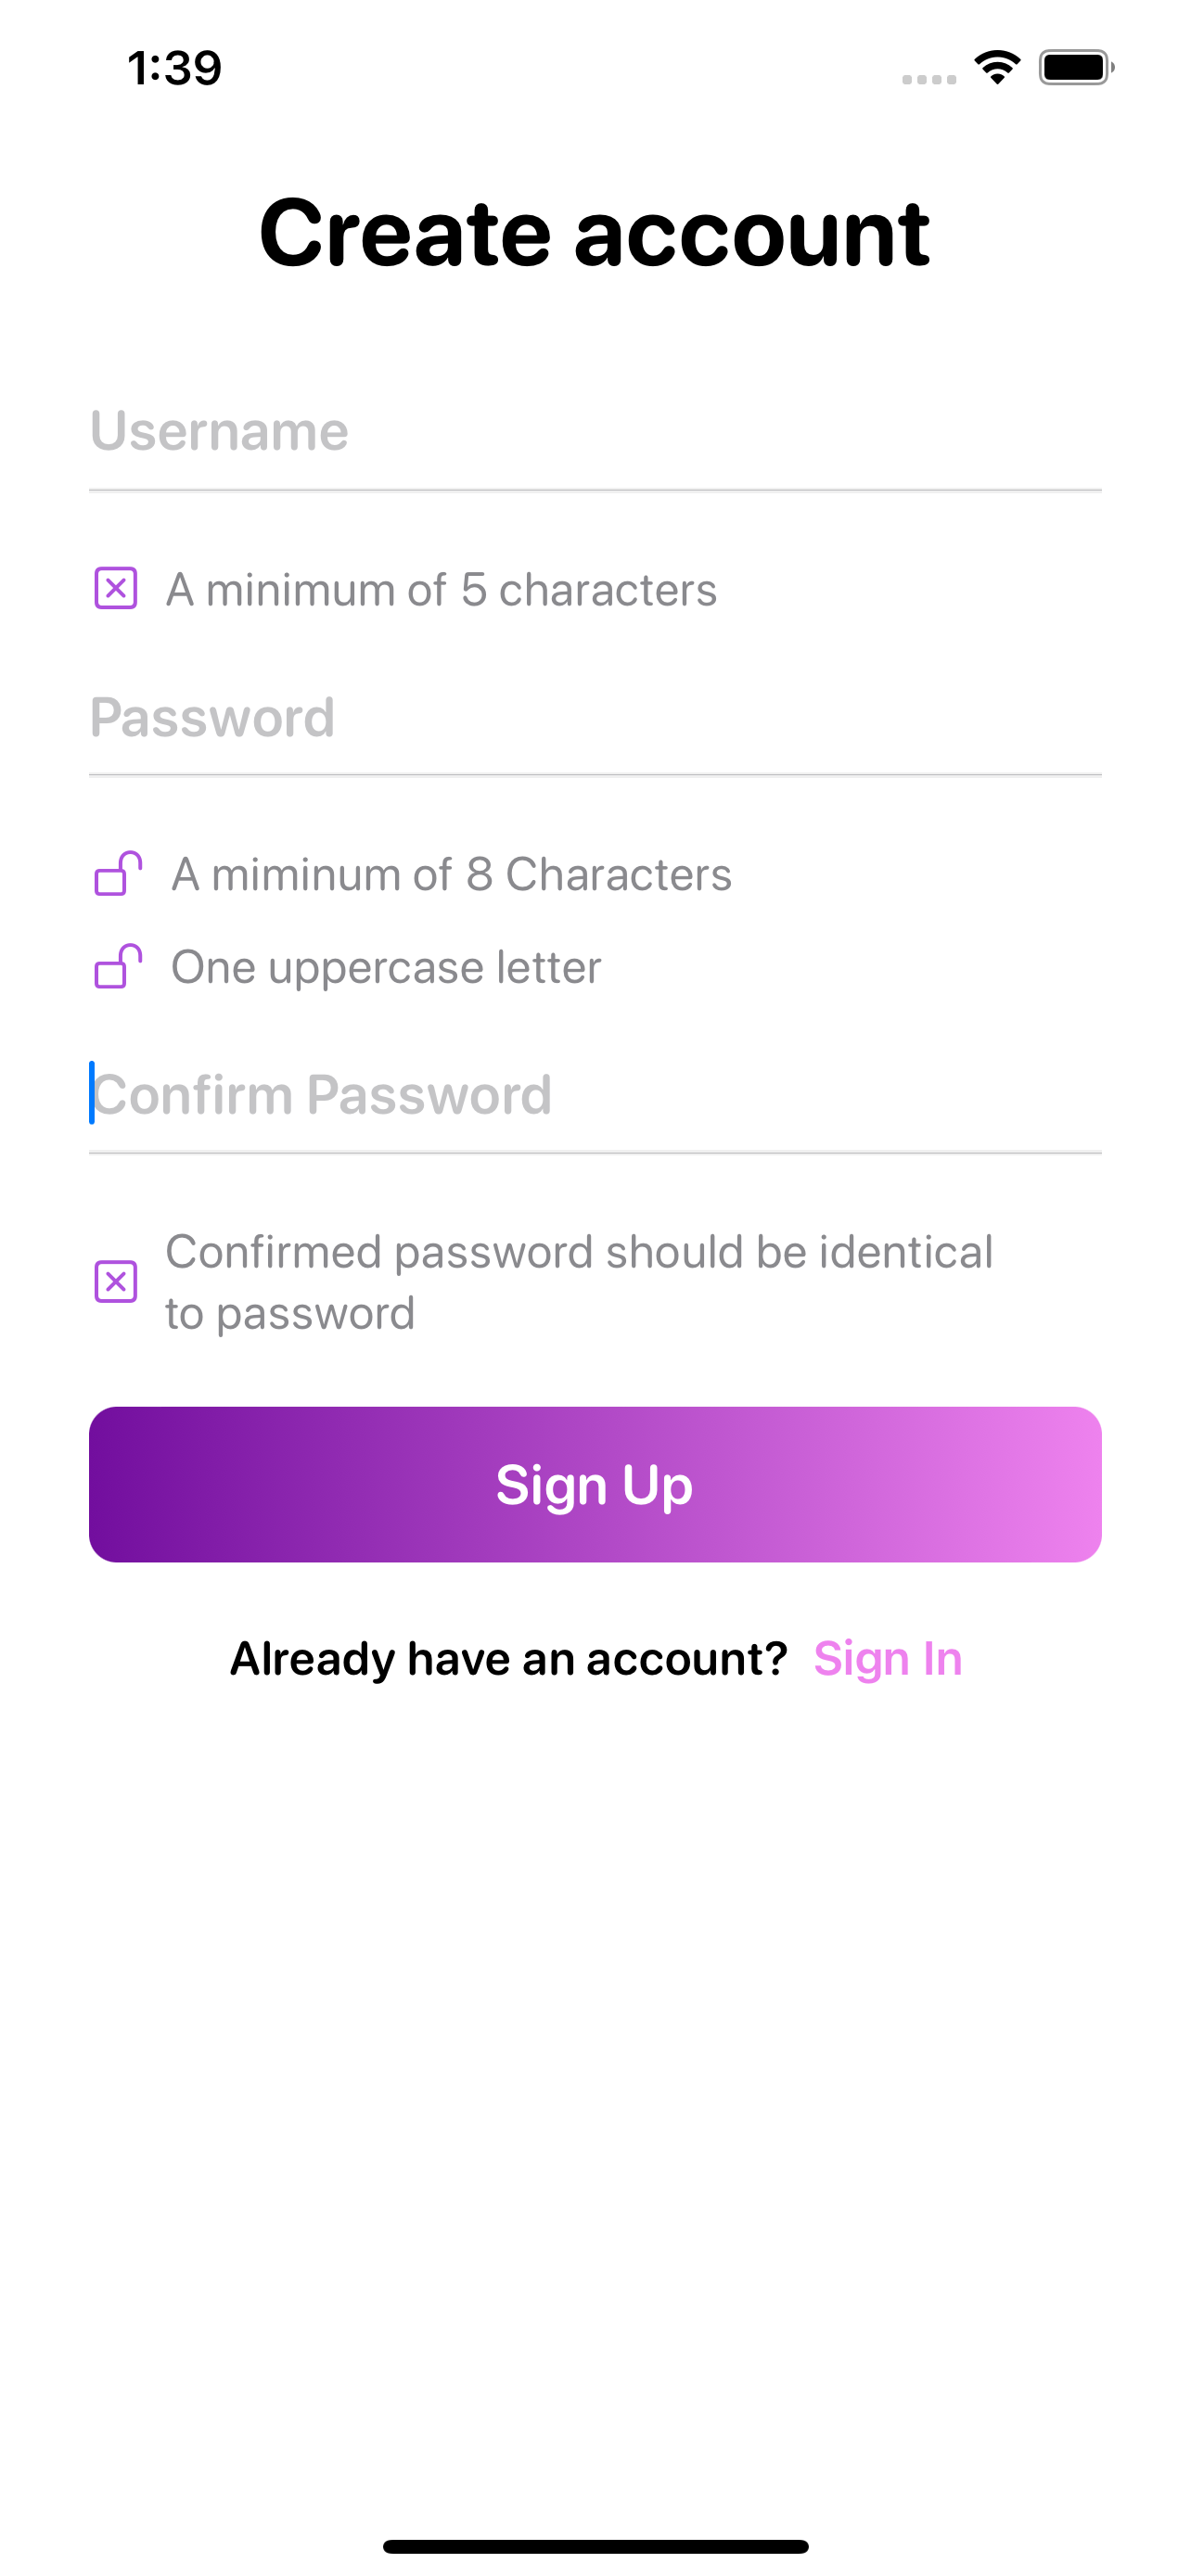 1:39
Create account
Username
A minimum of 5 characters
Password
A miminum of 8 Characters
One uppercase letter
Confirm Password
Confirmed password should be identical
to password
Sign Up
Already have an account? Sign In